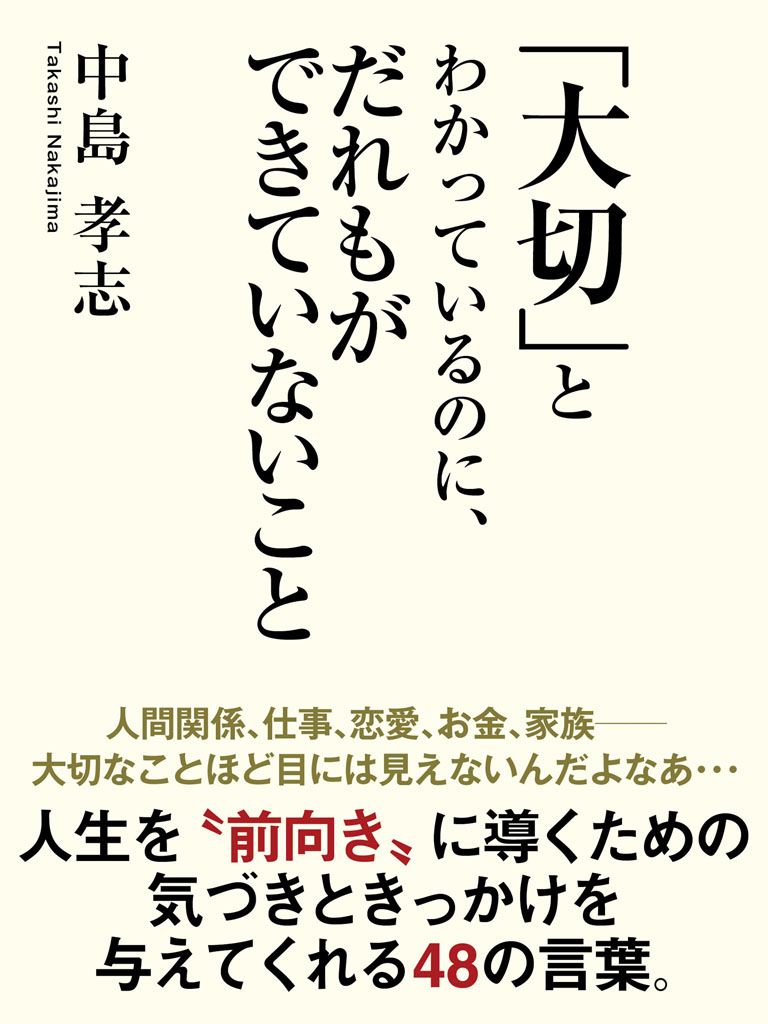 「大切」と
わかっているのに、
だれもが
できていないこと
中島 孝志
Takashi Nakajima
人間関係、仕事、恋愛、お金、家族――
大切なことほど目には見えないんだよなあ…
人生を〝前向き〟に導くための
気づきときっかけを
与えてくれる48の言葉。